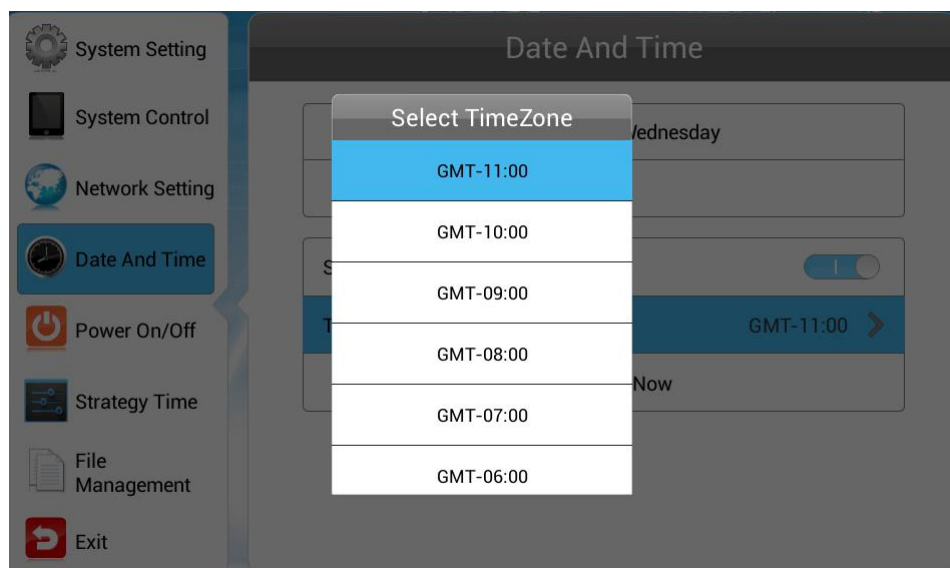 System Setting
System Control
Network Setting
Date And Time
Power On/Off
Strategy Time
File
Management
Exit
Date And Time
Select TimeZone
GMT-11:00
GMT-10:00
GMT-09:00
GMT-08:00
GMT-07:00
GMT-06:00
GMT-11:00
Now